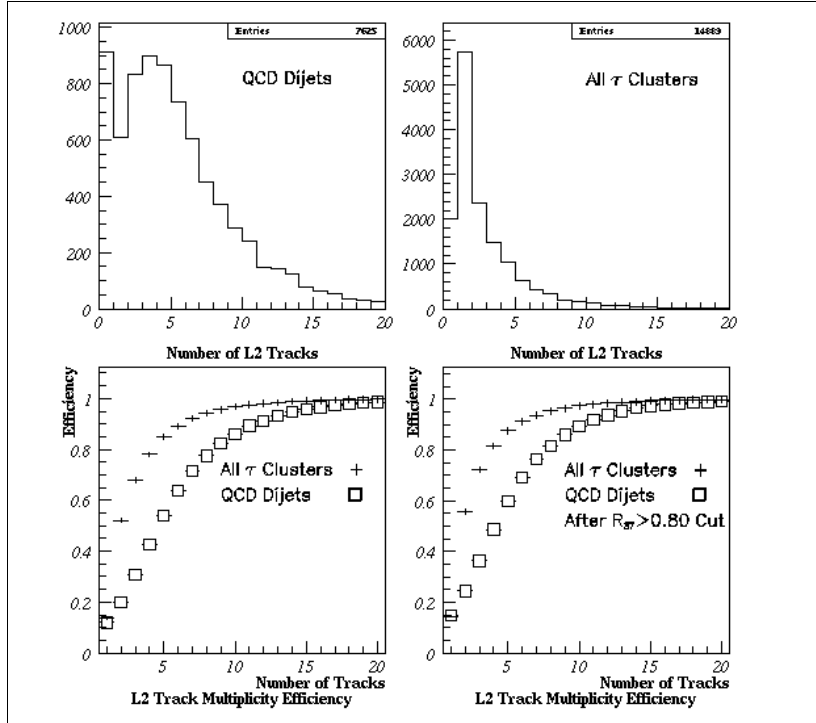 Entries 7625
QCD Dijets
1000
800
600
400
200
0
0 5 10 15 20
Number of L2 Tracks
Entries 14889
All τ Clusters
6000
5000
4000
3000
2000
1000
0
0 5 10 15 20
Number of L2 Tracks
Efficiency
1
0.8
0.6
0.4
0.2
0
All τ Clusters +
QCD Dijets □
5 10 15 20
Number of Tracks
L2 Track Multiplicity Efficiency
Efficiency
1
0.8
0.6
0.4
0.2
0
All τ Clusters +
QCD Dijets □
After R37>0.80 Cut
5 10 15 20
Number of Tracks
L2 Track Multiplicity Efficiency